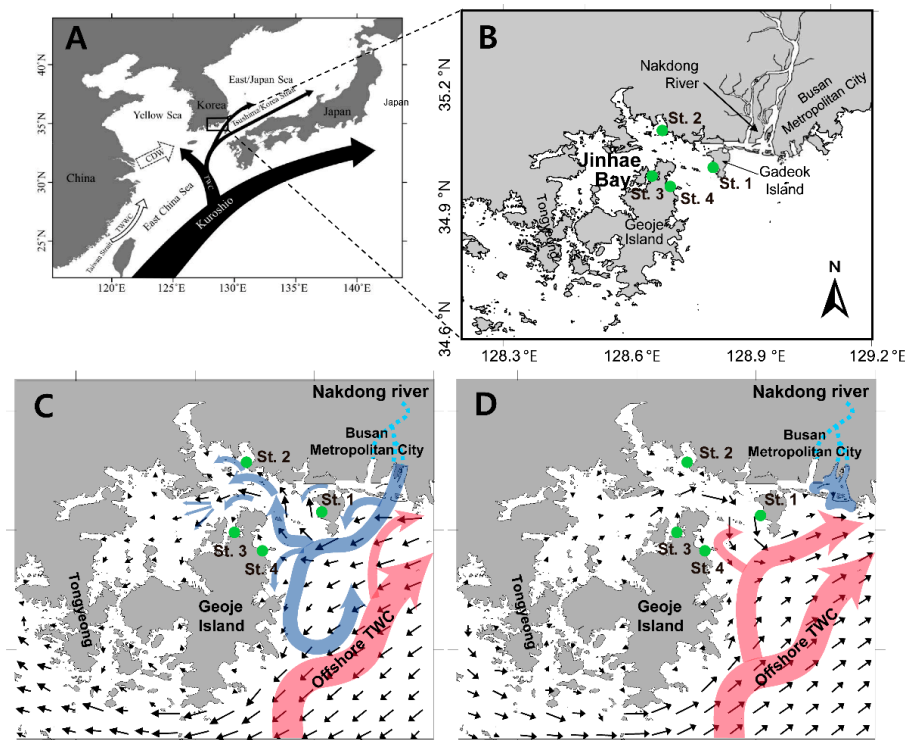 A
40°N
35°N
30°N
25°N
120°E
125°E
130°E
135°E
140°E
East/Japan Sea
Korea
Tsushima/Korea Strait
Japan
Japan
Yellow Sea
China
CDW
TWC
East China Sea
Kuroshio
TWWC
Taiwan Strait
B
35.2 °N
34.9 °N
34.6 °N
128.3 °E
128.6 °E
128.9 °E
129.2 °E
Nakdong
River
Busan
Metropolitan City
St. 2
Jinhae
Bay
St. 1
St. 3
St. 4
Gadeok
Island
Geoje
Island
Tongyeong
N
C
Nakdong river
Busan
Metropolitan City
St. 2
St. 1
St. 3
St. 4
Tongyeong
Geoje
Island
Offshore TWC
D
Nakdong river
Busan
Metropolitan City
St. 2
St. 1
St. 3
St. 4
Tongyeong
Geoje
Island
Offshore TWC